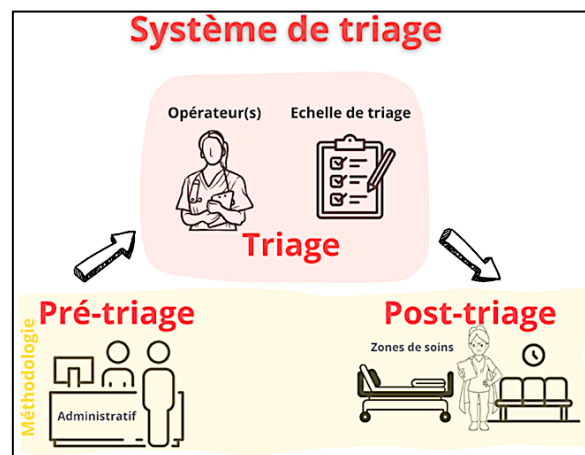 Système de triage
Opérateur(s)
Echelle de triage
Triage
Pré-triage
Post-triage
Méthodologie
Administratif
Zones de soins